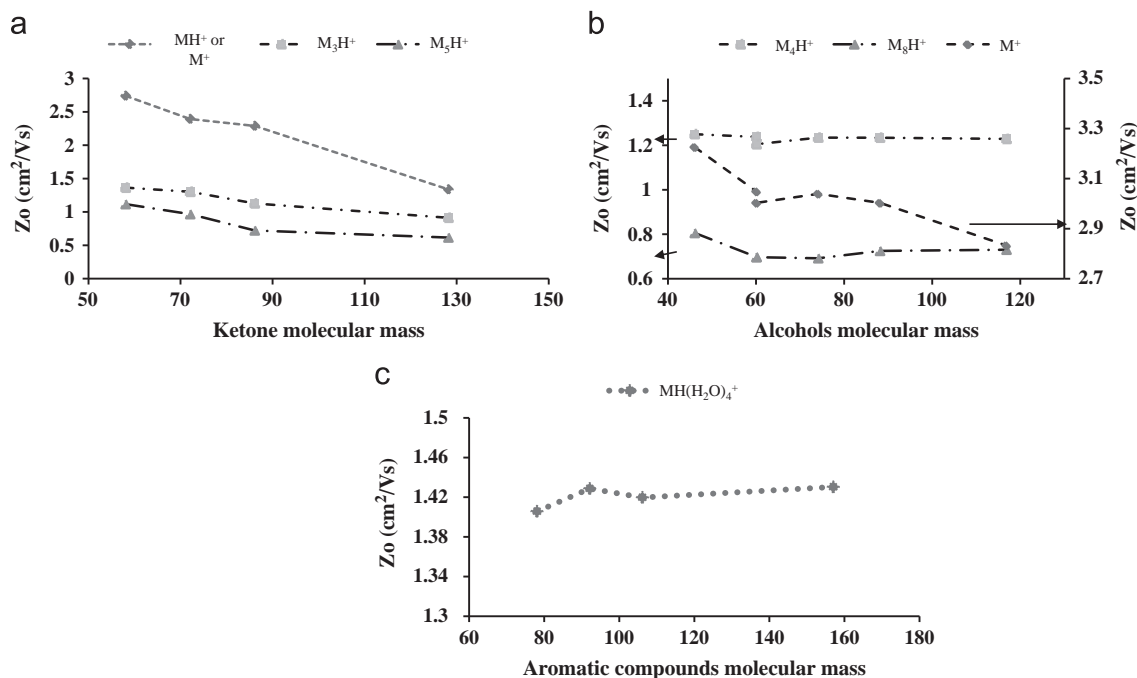 a
MH⁺ or
M⁺
M₃H⁺
M₅H⁺
3
2.5
2
1.5
1
0.5
0
Zo (cm²/Vs)
50 70 90 110 130 150
Ketone molecular mass
b
M₄H⁺
M₈H⁺
M⁺
1.4
1.2
1
0.8
0.6
Zo (cm²/Vs)
3.5
3.3
3.1
2.9
2.7
Zo (cm²/Vs)
40 60 80 100 120
Alcohols molecular mass
c
MH(H₂O)₄⁺
1.5
1.46
1.42
1.38
1.34
1.3
Zo (cm²/Vs)
60 80 100 120 140 160 180
Aromatic compounds molecular mass